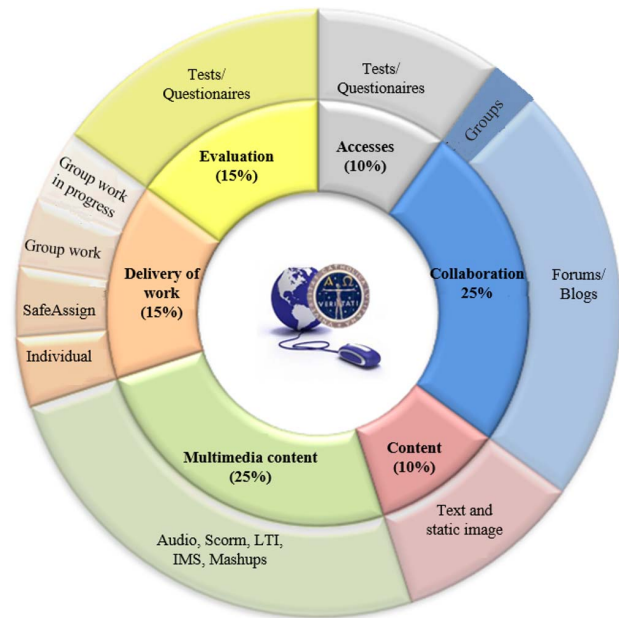 Tests/
Questionaires
Tests/
Questionaires
Groups
Evaluation
(15%)
Accesses
(10%)
Group work
in progress
Group work
SafeAssign
Individual
Delivery of
work
(15%)
Collaboration
25%
Forums/
Blogs
Α Ω
VERITATI
Multimedia content
(25%)
Content
(10%)
Text and
static image
Audio, Scorm, LTI,
IMS, Mashups